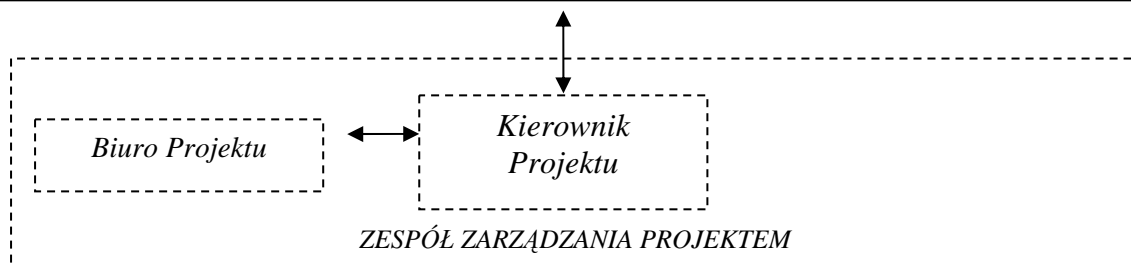 Biuro Projektu
Kierownik
Projektu
ZESPÓŁ ZARZĄDZANIA PROJEKTEM